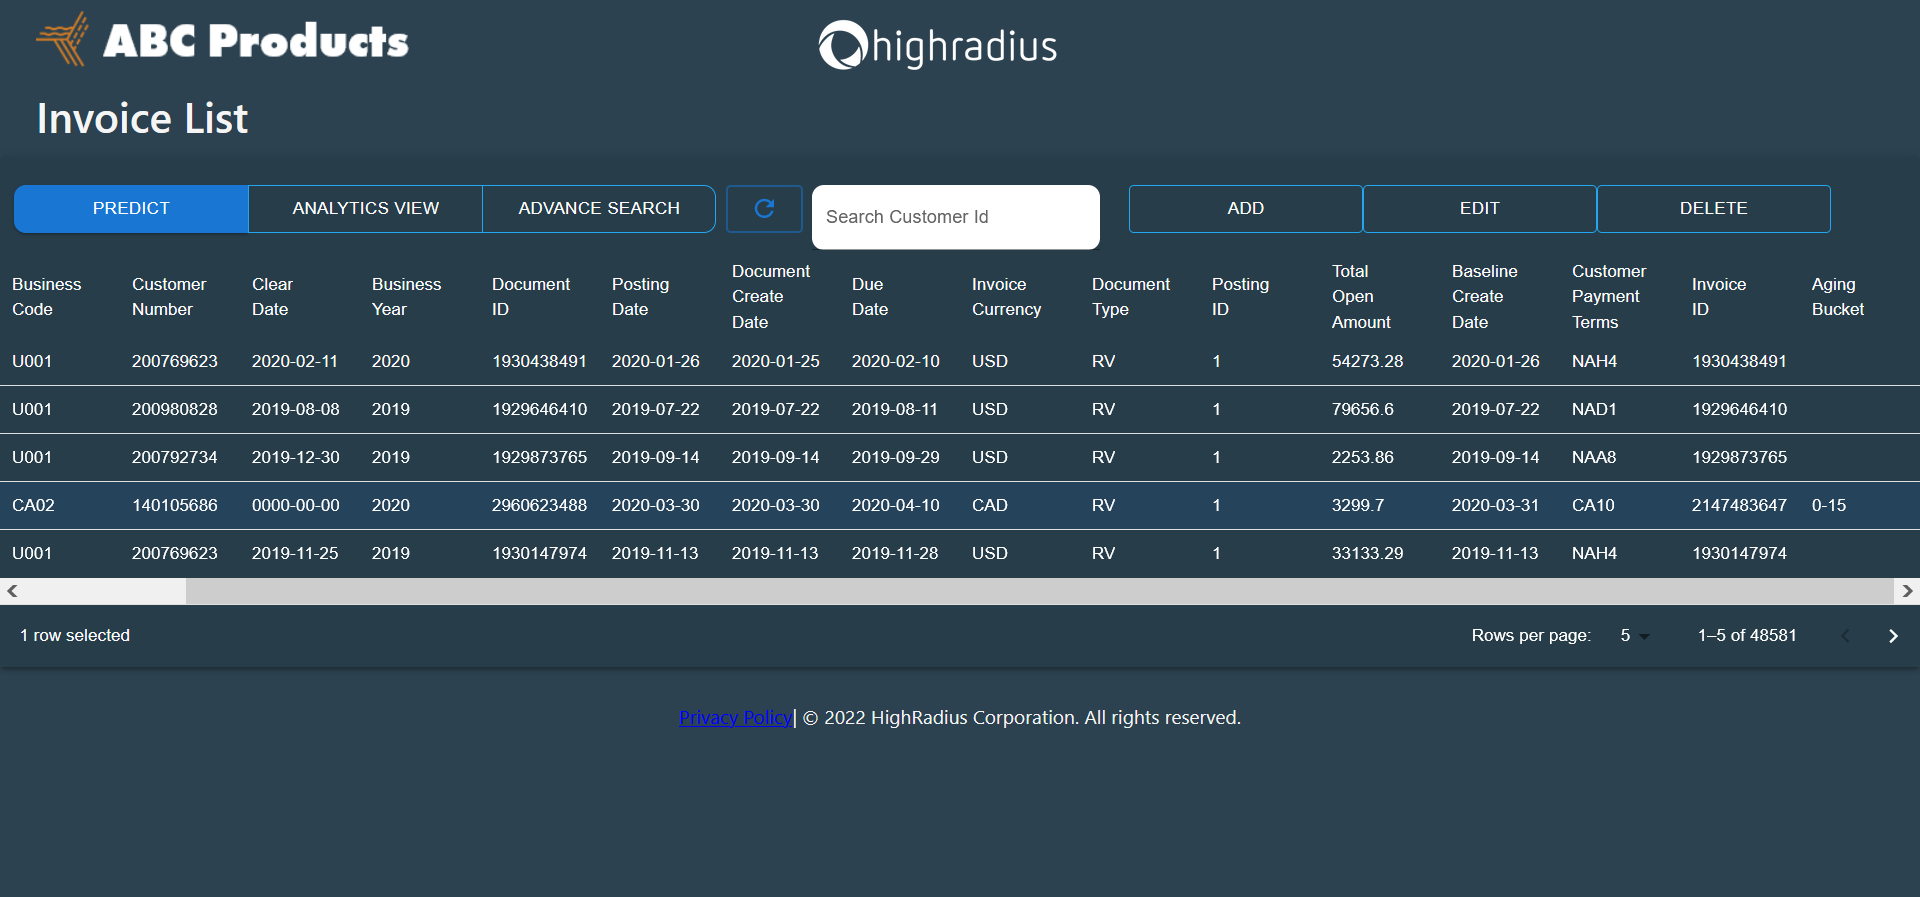 ABC Products
highradius
Invoice List
PREDICT ANALYTICS VIEW ADVANCE SEARCH Search Customer Id ADD EDIT DELETE
Business Code Customer Number Clear Date Business Year Document ID Posting Date Document Create Date Due Date Invoice Currency Document Type Posting ID Total Open Amount Baseline Create Date Customer Payment Terms Invoice ID Aging Bucket
U001 200769623 2020-02-11 2020 1930438491 2020-01-26 2020-01-25 2020-02-10 USD RV 1 54273.28 2020-01-26 NAH4 1930438491
U001 200980828 2019-08-08 2019 1929646410 2019-07-22 2019-07-22 2019-08-11 USD RV 1 79656.6 2019-07-22 NAD1 1929646410
U001 200792734 2019-12-30 2019 1929873765 2019-09-14 2019-09-14 2019-09-29 USD RV 1 2253.86 2019-09-14 NAA8 1929873765
CA02 140105686 0000-00-00 2020 2960623488 2020-03-30 2020-03-30 2020-04-10 CAD RV 1 3299.7 2020-03-31 CA10 2147483647 0-15
U001 200769623 2019-11-25 2019 1930147974 2019-11-13 2019-11-13 2019-11-28 USD RV 1 33133.29 2019-11-13 NAH4 1930147974
1 row selected Rows per page: 5 1–5 of 48581
Privacy Policy| © 2022 HighRadius Corporation. All rights reserved.